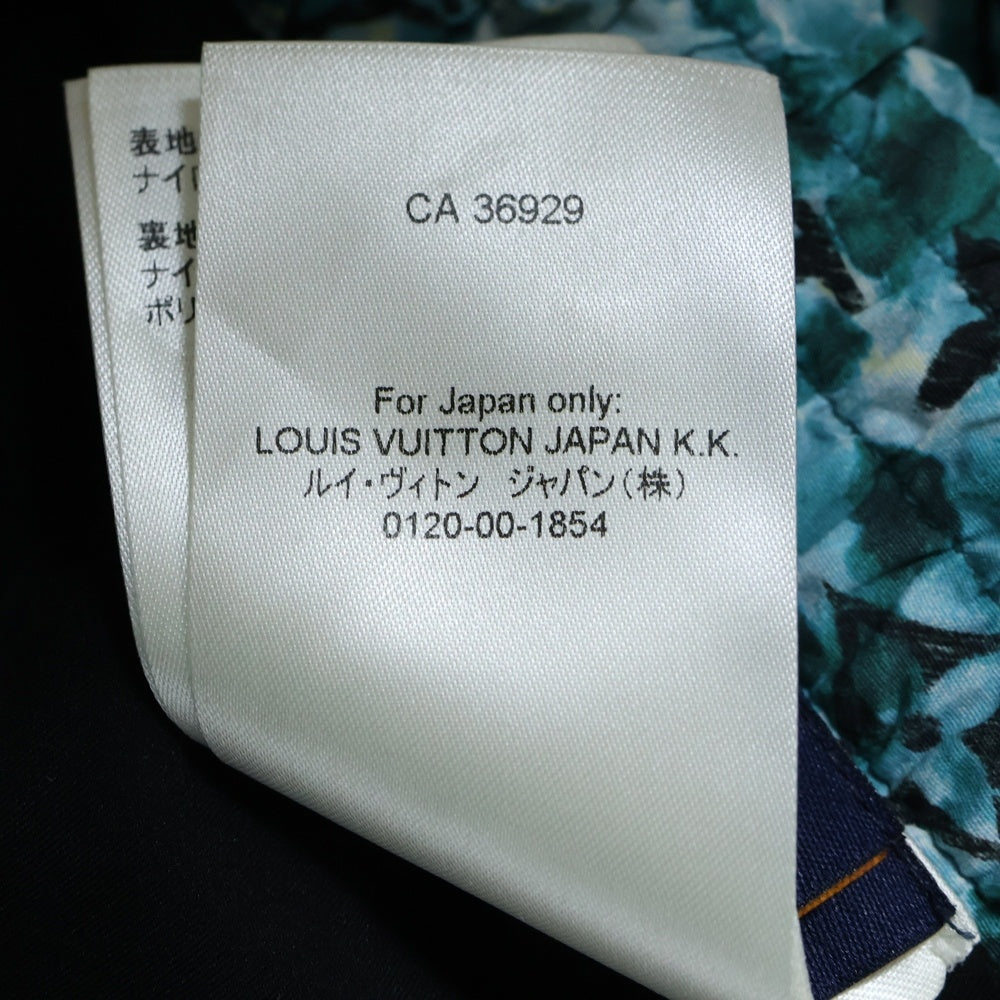 表地
ナイ
裏地
ナイ
ポリ
CA 36929
For Japan only:
LOUIS VUITTON JAPAN K.K.
ルイ・ヴィトン ジャパン(株)
0120-00-1854